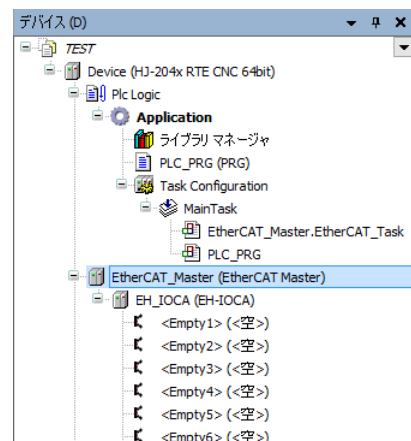 デバイス (D)
TEST
Device (HJ-204x RTE CNC 64bit)
Plc Logic
Application
ライブラリ マネージャ
PLC_PRG (PRG)
Task Configuration
MainTask
EtherCAT_Master.EtherCAT_Task
PLC_PRG
EtherCAT_Master (EtherCAT Master)
EH_IOCA (EH-IOCA)
<Empty1> (<空>)
<Empty2> (<空>)
<Empty3> (<空>)
<Empty4> (<空>)
<Empty5> (<空>)
<Empty6> (<空>)